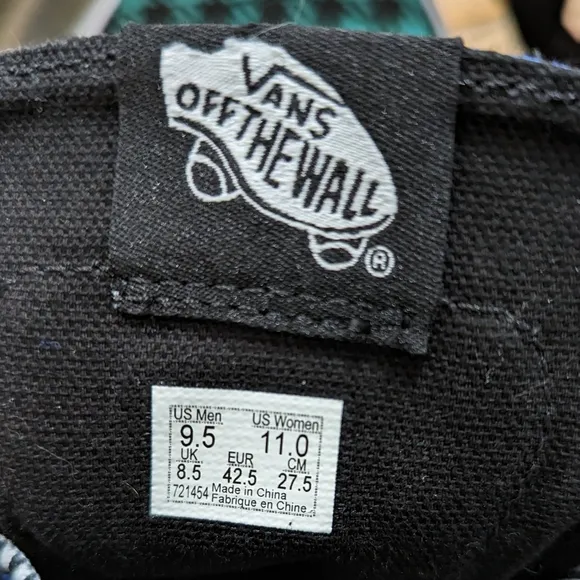 VANS
OFF THE WALL
®
US Men US Women
9.5 11.0
UK EUR CM
8.5 42.5 27.5
721454 Made in China
Fabrique en Chine